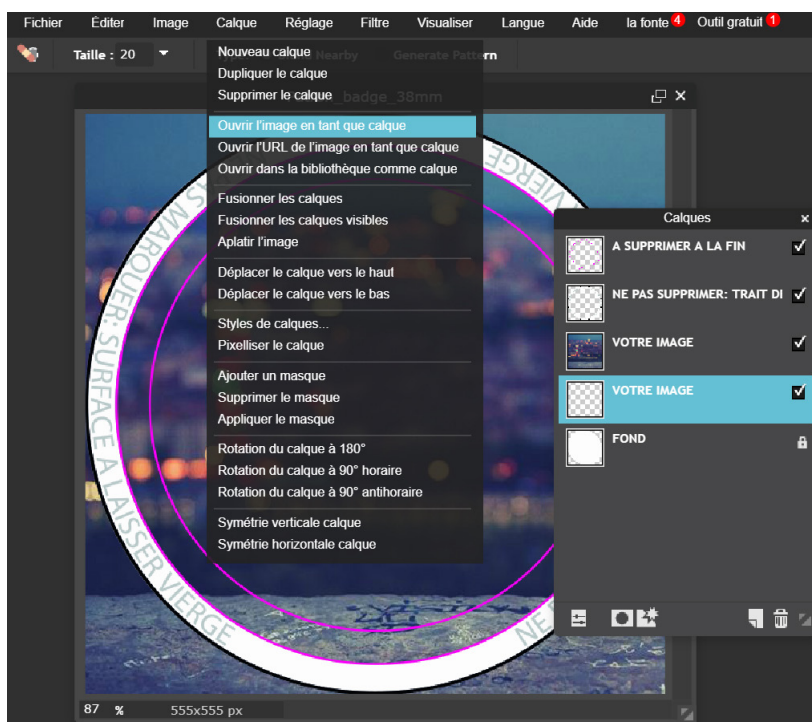 Fichier Éditer Image Calque Réglage Filtre Visualiser Langue Aide la fonte 4 Outil gratuit 1
Taille : 20 Nearby Generate Pattern
badge_38mm
Nouveau calque
Dupliquer le calque
Supprimer le calque
Ouvrir l'image en tant que calque
Ouvrir l'URL de l'image en tant que calque
Ouvrir dans la bibliothèque comme calque
Fusionner les calques
Fusionner les calques visibles
Aplatir l'image
Déplacer le calque vers le haut
Déplacer le calque vers le bas
Styles de calques...
Pixelliser le calque
Ajouter un masque
Supprimer le masque
Appliquer le masque
Rotation du calque à 180°
Rotation du calque à 90° horaire
Rotation du calque à 90° antihoraire
Symétrie verticale calque
Symétrie horizontale calque
Calques
A SUPPRIMER A LA FIN
NE PAS SUPPRIMER: TRAIT DI
VOTRE IMAGE
VOTRE IMAGE
FOND
MARQUER: SURFACE A LAISSER VIERGE
VIERGE
NE
87 % 555x555 px